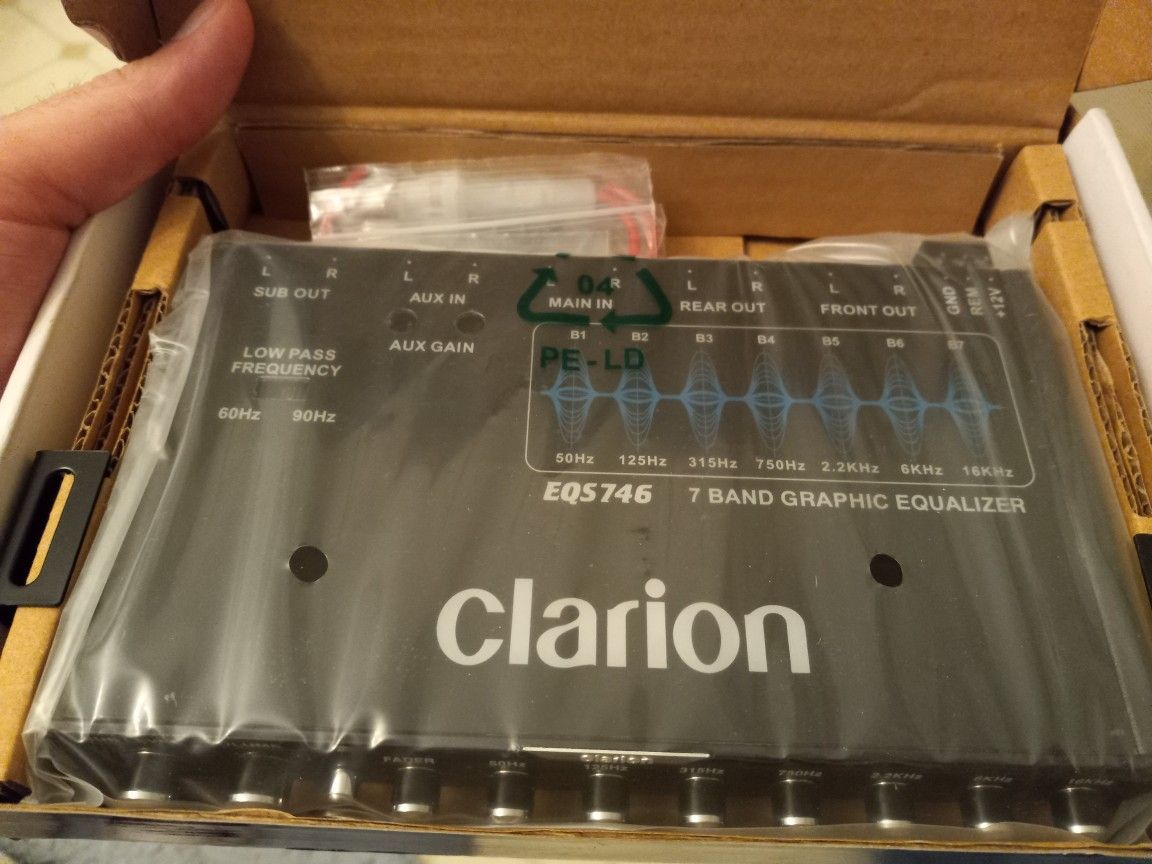 L R L R L R L R L R
SUB OUT AUX IN MAIN IN REAR OUT FRONT OUT
GND
REM
+12V
04
PE-LD
AUX GAIN
LOW PASS
FREQUENCY
60Hz 90Hz
B1 B2 B3 B4 B5 B6 B7
50Hz 125Hz 315Hz 750Hz 2.2KHz 6KHz 16KHz
EQS746 7 BAND GRAPHIC EQUALIZER
clarion
clarion
FADER 50Hz 125Hz 315Hz 750Hz 2.2KHz 6KHz 16KHz